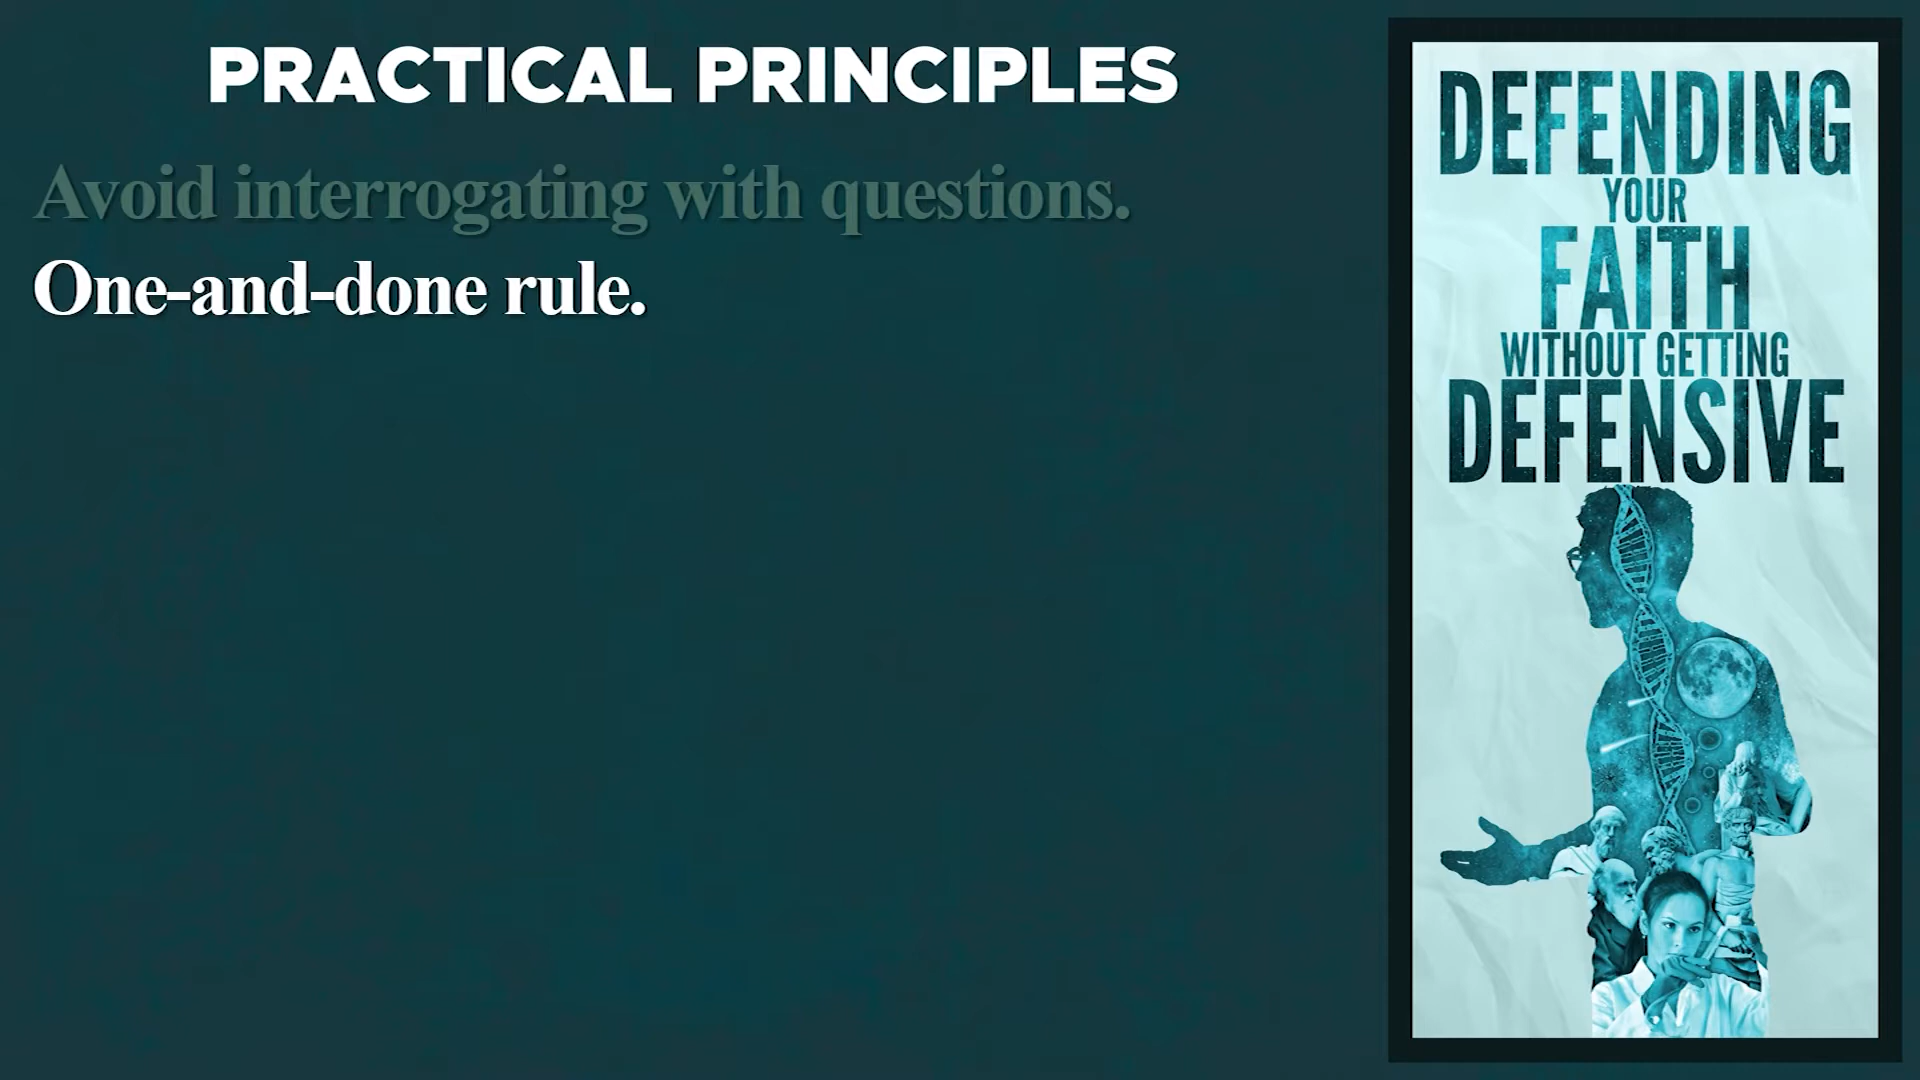 PRACTICAL PRINCIPLES
Avoid interrogating with questions.
One-and-done rule.
DEFENDING
YOUR
FAITH
WITHOUT GETTING
DEFENSIVE